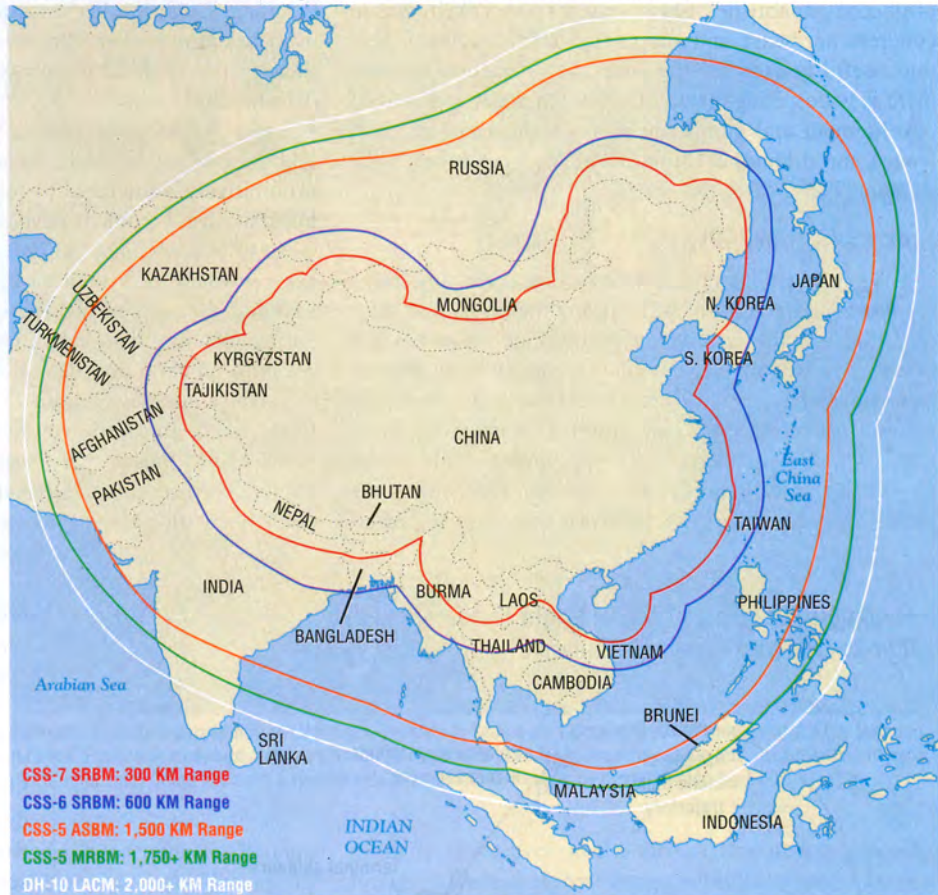 RUSSIA
KAZAKHSTAN
UZBEKISTAN
TURKMENISTAN
MONGOLIA
JAPAN
N. KOREA
KYRGYZSTAN
S. KOREA
TAJIKISTAN
AFGHANISTAN
CHINA
PAKISTAN
East
China
Sea
BHUTAN
NEPAL
TAIWAN
INDIA
BURMA
LAOS
PHILIPPINES
BANGLADESH
THAILAND
VIETNAM
CAMBODIA
Arabian Sea
BRUNEI
SRI
LANKA
MALAYSIA
INDONESIA
INDIAN
OCEAN
CSS-7 SRBM: 300 KM Range
CSS-6 SRBM: 600 KM Range
CSS-5 ASBM: 1,500 KM Range
CSS-5 MRBM: 1,750+ KM Range
DH-10 LACM: 2,000+ KM Range